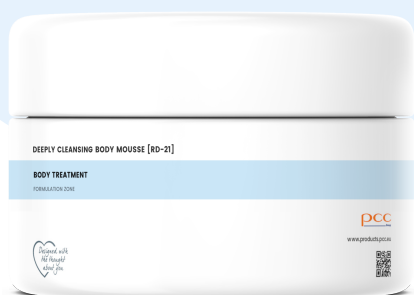 DEEPLY CLEANSING BODY MOUSSE [RD-21]
BODY TREATMENT
FORMULATION ZONE
pcc
www.products.pcc.eu
Designed with
the thought
about you